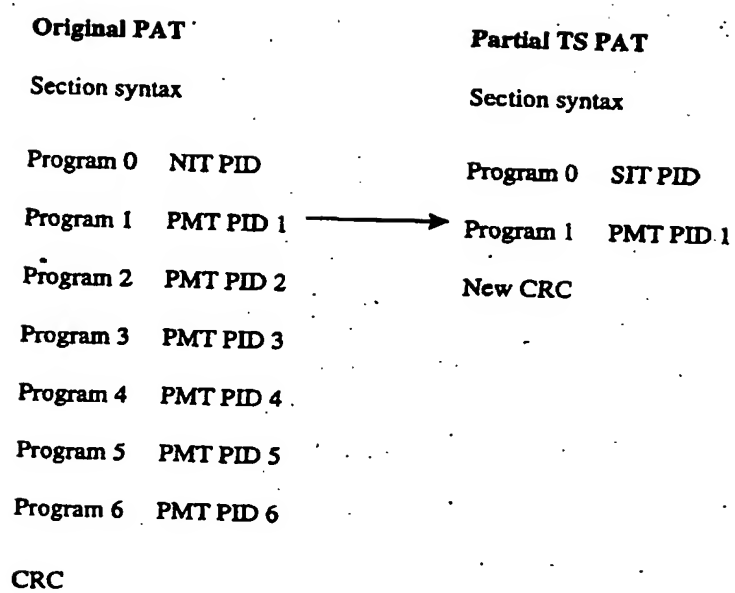 Original PAT
Section syntax
Program 0 NIT PID
Program 1 PMT PID 1
Program 2 PMT PID 2
Program 3 PMT PID 3
Program 4 PMT PID 4
Program 5 PMT PID 5
Program 6 PMT PID 6
CRC
Partial TS PAT
Section syntax
Program 0 SIT PID
Program 1 PMT PID 1
New CRC